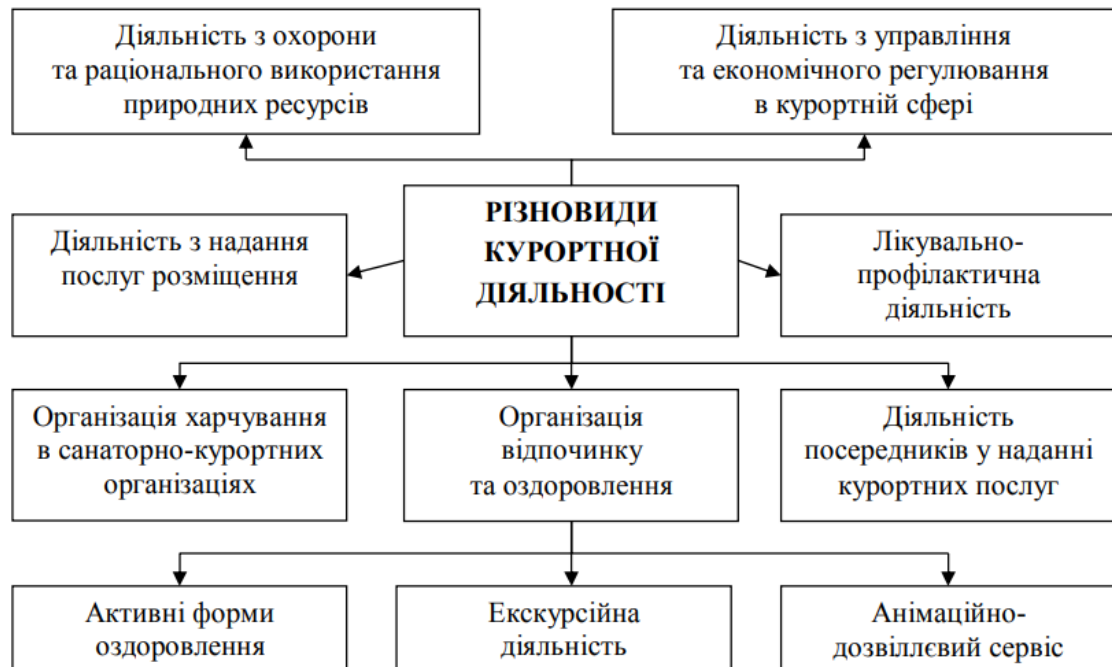 Діяльність з охорони
та раціонального використання
природних ресурсів
Діяльність з управління
та економічного регулювання
в курортній сфері
РІЗНОВИДИ
КУРОРТНОЇ
ДІЯЛЬНОСТІ
Діяльність з надання
послуг розміщення
Лікувально-
профілактична
діяльність
Організація харчування
в санаторно-курортних
організаціях
Організація
відпочинку
та оздоровлення
Діяльність
посередників у наданні
курортних послуг
Активні форми
оздоровлення
Екскурсійна
діяльність
Анімаційно-
дозвіллєвий сервіс